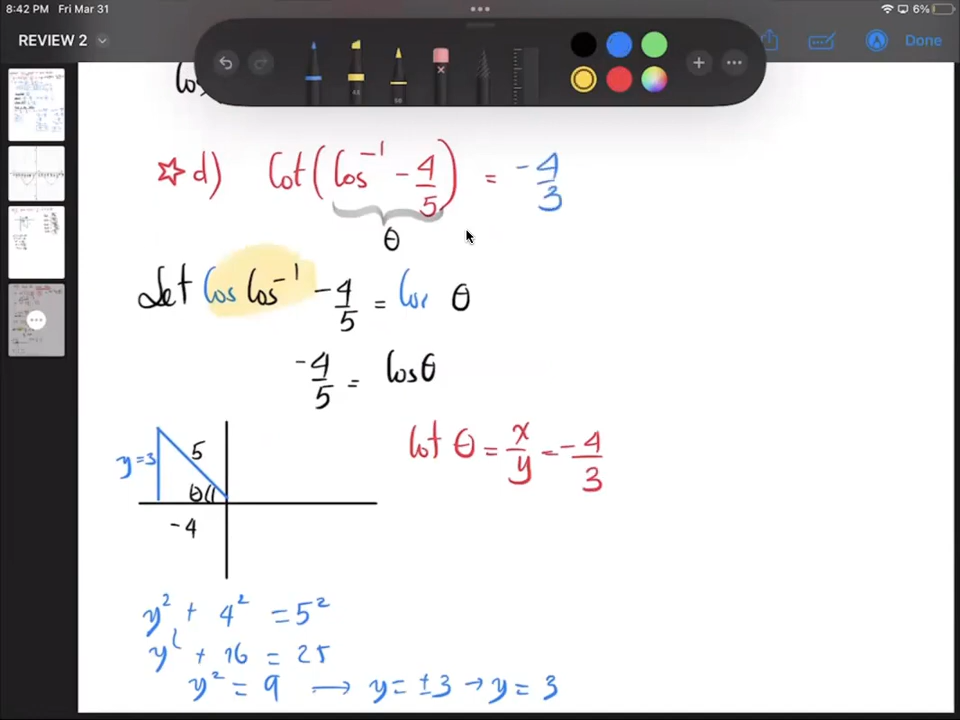 8:42 PM Fri Mar 31
6%
REVIEW 2
Done
cos
☆ d) cot(cos⁻¹ -4/5) = -4/3
θ
Let cos cos⁻¹ -4/5 = cos θ
-4/5 = cosθ
cot θ = x/y = -4/3
y=3
5
θ
-4
y² + 4² = 5²
y² + 16 = 25
y² = 9 → y = ±3 → y = 3